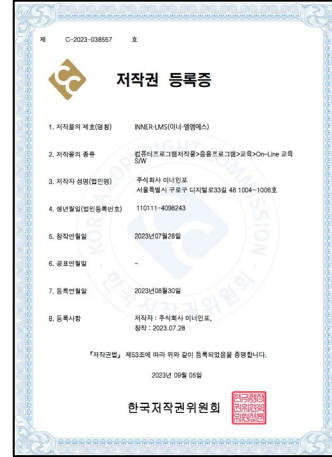 제 C-2023-038557 호
저작권 등록증
1. 저작물의 제호(명칭) INNER-LMS(이너-엘엠에스)
2. 저작물의 종류 컴퓨터프로그램저작물>응용프로그램>교육>On-Line 교육
S/W
3. 저작자 성명(법인명) 주식회사 이너인포
서울특별시 구로구 디지털로33길 48 1004-1006호
4. 생년월일(법인등록번호) 110111-4098243
5. 창작연월일 2023년07월28일
6. 공표연월일 -
7. 등록연월일 2023년08월30일
8. 등록사항 저작자 : 주식회사 이너인포,
창작 : 2023.07.28
『저작권법』 제53조에 따라 위와 같이 등록되었음을 증명합니다.
2023년 09월 05일
한국저작권위원회